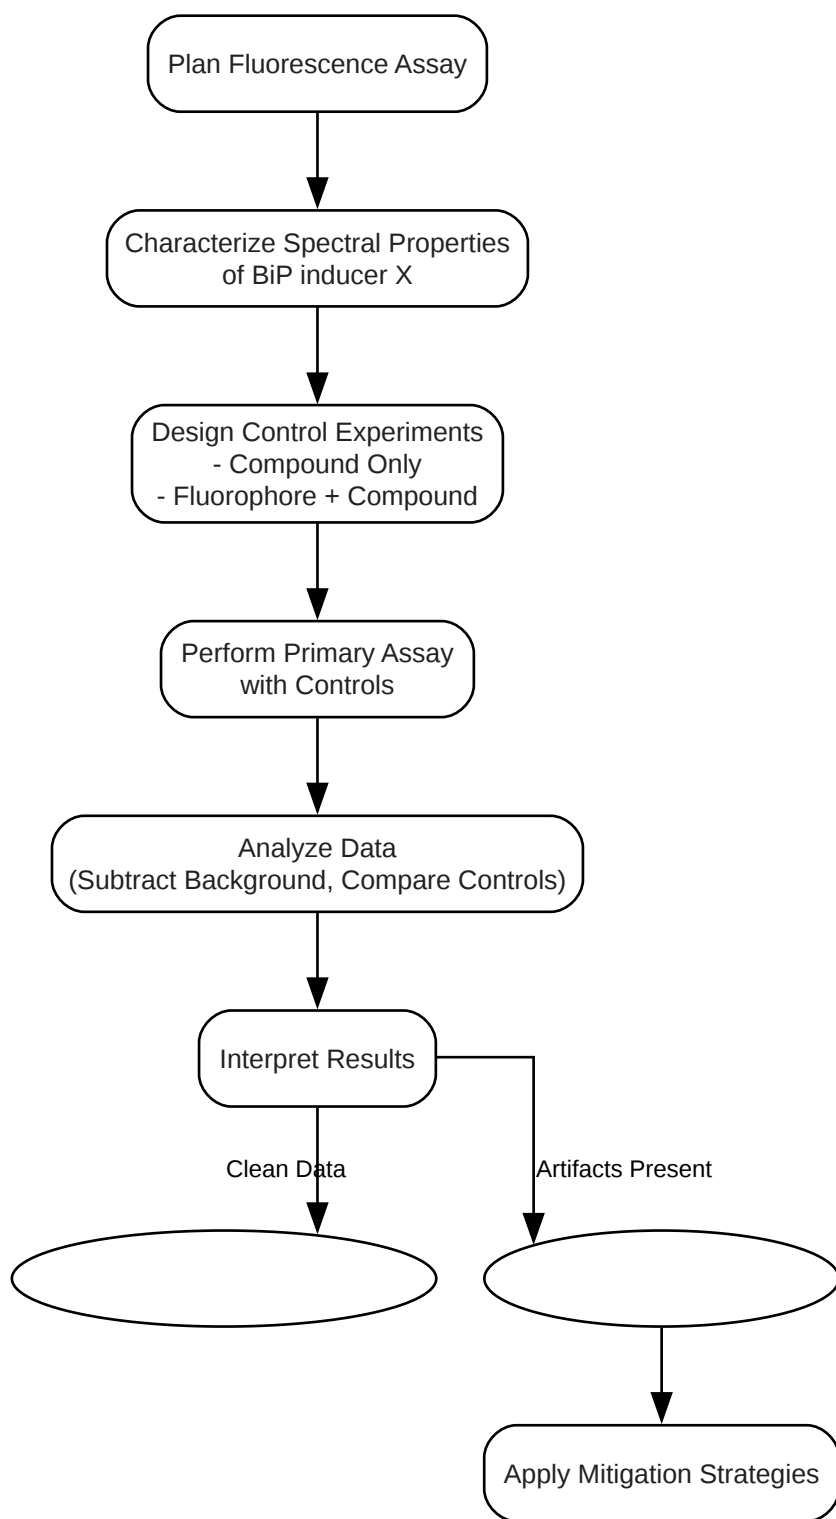 Plan Fluorescence Assay
Characterize Spectral Properties
of BiP inducer X
Design Control Experiments
- Compound Only
- Fluorophore + Compound
Perform Primary Assay
with Controls
Analyze Data
(Subtract Background, Compare Controls)
Interpret Results
Clean Data
Artifacts Present
Apply Mitigation Strategies